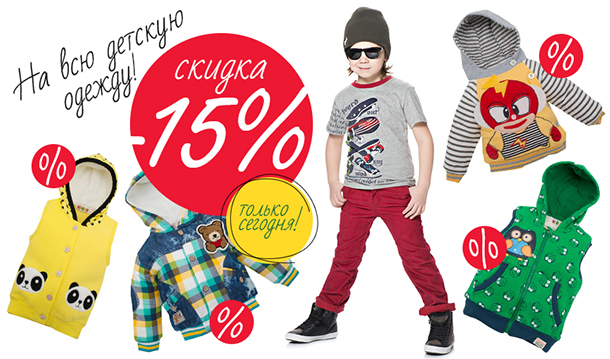 На всю детскую
одежду!
скидка
-15%
только
сегодня!
%
%
%
%